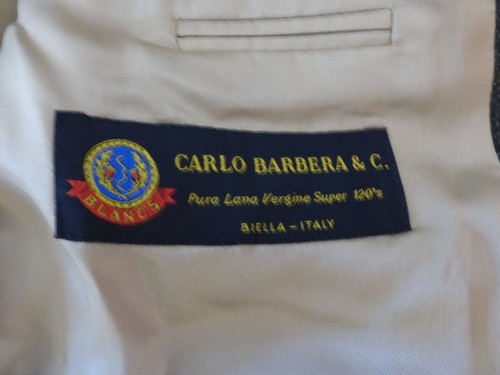 CARLO BARBERA & C.
Pura Lana Vergine Super 120's
BIELLA – ITALY
BLANCS